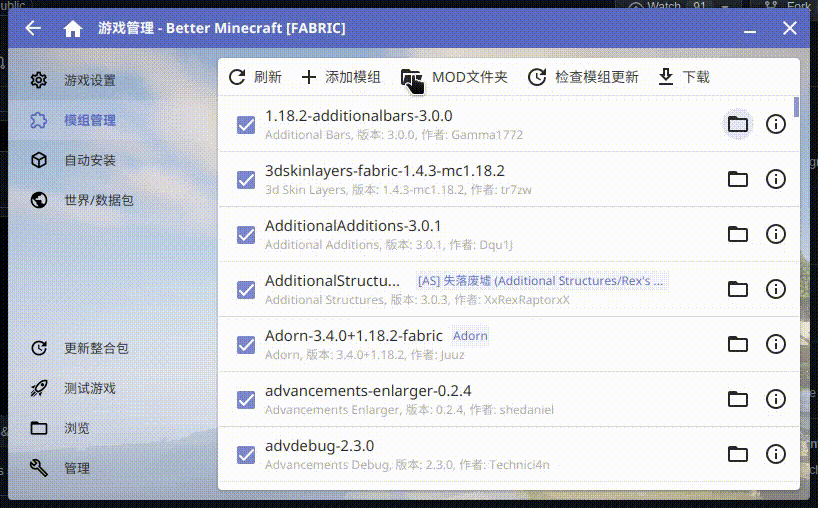 ublic
Watch 91
Fork
游戏管理 - Better Minecraft [FABRIC]
游戏设置
模组管理
自动安装
世界/数据包
更新整合包
测试游戏
浏览
管理
刷新 添加模组 MOD文件夹 检查模组更新 下载
1.18.2-additionalbars-3.0.0
Additional Bars, 版本: 3.0.0, 作者: Gamma1772
3dskinlayers-fabric-1.4.3-mc1.18.2
3d Skin Layers, 版本: 1.4.3-mc1.18.2, 作者: tr7zw
AdditionalAdditions-3.0.1
Additional Additions, 版本: 3.0.1, 作者: Dqu1J
AdditionalStructu... [AS] 失落废墟 (Additional Structures/Rex's ...
Additional Structures, 版本: 3.0.3, 作者: XxRexRaptorxX
Adorn-3.4.0+1.18.2-fabric Adorn
Adorn, 版本: 3.4.0+1.18.2, 作者: Juuz
advancements-enlarger-0.2.4
Advancements Enlarger, 版本: 0.2.4, 作者: shedaniel
advdebug-2.3.0
Advancements Debug, 版本: 2.3.0, 作者: Technici4n